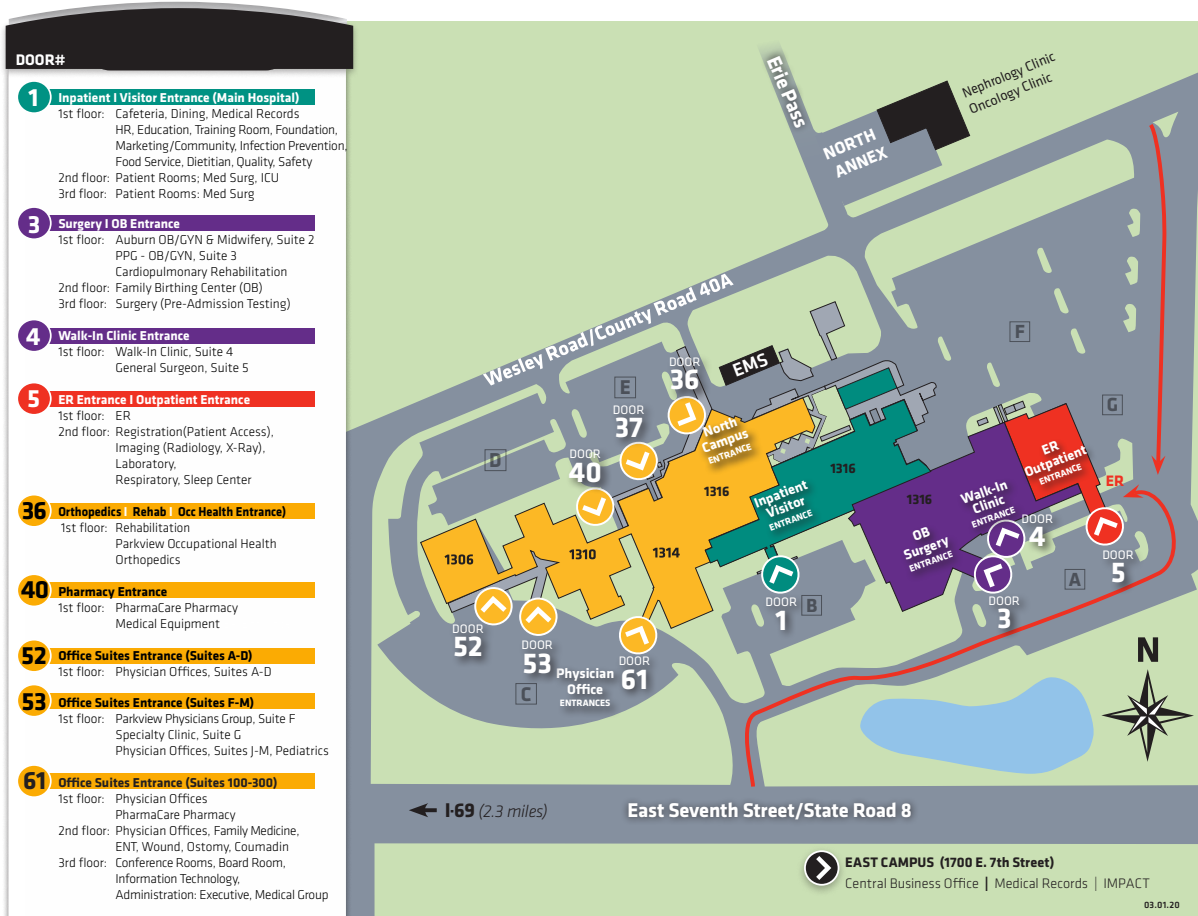 DOOR#
1 Inpatient I Visitor Entrance (Main Hospital)
1st floor: Cafeteria, Dining, Medical Records
HR, Education, Training Room, Foundation,
Marketing/Community, Infection Prevention,
Food Service, Dietitian, Quality, Safety
2nd floor: Patient Rooms; Med Surg, ICU
3rd floor: Patient Rooms: Med Surg
3 Surgery I OB Entrance
1st floor: Auburn OB/GYN & Midwifery, Suite 2
PPG - OB/GYN, Suite 3
Cardiopulmonary Rehabilitation
2nd floor: Family Birthing Center (OB)
3rd floor: Surgery (Pre-Admission Testing)
4 Walk-In Clinic Entrance
1st floor: Walk-In Clinic, Suite 4
General Surgeon, Suite 5
5 ER Entrance I Outpatient Entrance
1st floor: ER
2nd floor: Registration(Patient Access),
Imaging (Radiology, X-Ray),
Laboratory,
Respiratory, Sleep Center
36 Orthopedics | Rehab | Occ Health Entrance)
1st floor: Rehabilitation
Parkview Occupational Health
Orthopedics
40 Pharmacy Entrance
1st floor: PharmaCare Pharmacy
Medical Equipment
52 Office Suites Entrance (Suites A-D)
1st floor: Physician Offices, Suites A-D
53 Office Suites Entrance (Suites F-M)
1st floor: Parkview Physicians Group, Suite F
Specialty Clinic, Suite G
Physician Offices, Suites J-M, Pediatrics
61 Office Suites Entrance (Suites 100-300)
1st floor: Physician Offices
PharmaCare Pharmacy
2nd floor: Physician Offices, Family Medicine,
ENT, Wound, Ostomy, Coumadin
3rd floor: Conference Rooms, Board Room,
Information Technology,
Administration: Executive, Medical Group
Erie Pass
Nephrology Clinic
Oncology Clinic
NORTH
ANNEX
Wesley Road/County Road 40A
EMS
F
G
E
D
DOOR
36
DOOR
37
DOOR
40
North
Campus
ENTRANCE
1316
1316
1316
Inpatient
Visitor
ENTRANCE
ER
Outpatient
ENTRANCE
ER
Walk-In
Clinic
ENTRANCE
OB
Surgery
ENTRANCE
1306
1310
1314
DOOR
4
DOOR
5
A
DOOR
3
B
DOOR
1
DOOR
52
DOOR
53
DOOR
61
C
Physician
Office
ENTRANCES
N
I-69 (2.3 miles)
East Seventh Street/State Road 8
EAST CAMPUS (1700 E. 7th Street)
Central Business Office | Medical Records | IMPACT
03.01.20